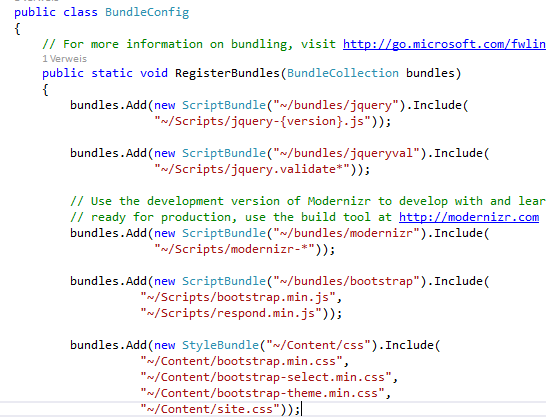 public class BundleConfig
{
// For more information on bundling, visit http://go.microsoft.com/fwlin
1 Verweis
public static void RegisterBundles(BundleCollection bundles)
{
bundles.Add(new ScriptBundle("~/bundles/jquery").Include(
"~/Scripts/jquery-{version}.js"));
bundles.Add(new ScriptBundle("~/bundles/jqueryval").Include(
"~/Scripts/jquery.validate*"));
// Use the development version of Modernizr to develop with and lear
// ready for production, use the build tool at http://modernizr.com
bundles.Add(new ScriptBundle("~/bundles/modernizr").Include(
"~/Scripts/modernizr-*"));
bundles.Add(new ScriptBundle("~/bundles/bootstrap").Include(
"~/Scripts/bootstrap.min.js",
"~/Scripts/respond.min.js"));
bundles.Add(new StyleBundle("~/Content/css").Include(
"~/Content/bootstrap.min.css",
"~/Content/bootstrap-select.min.css",
"~/Content/bootstrap-theme.min.css",
"~/Content/site.css"));